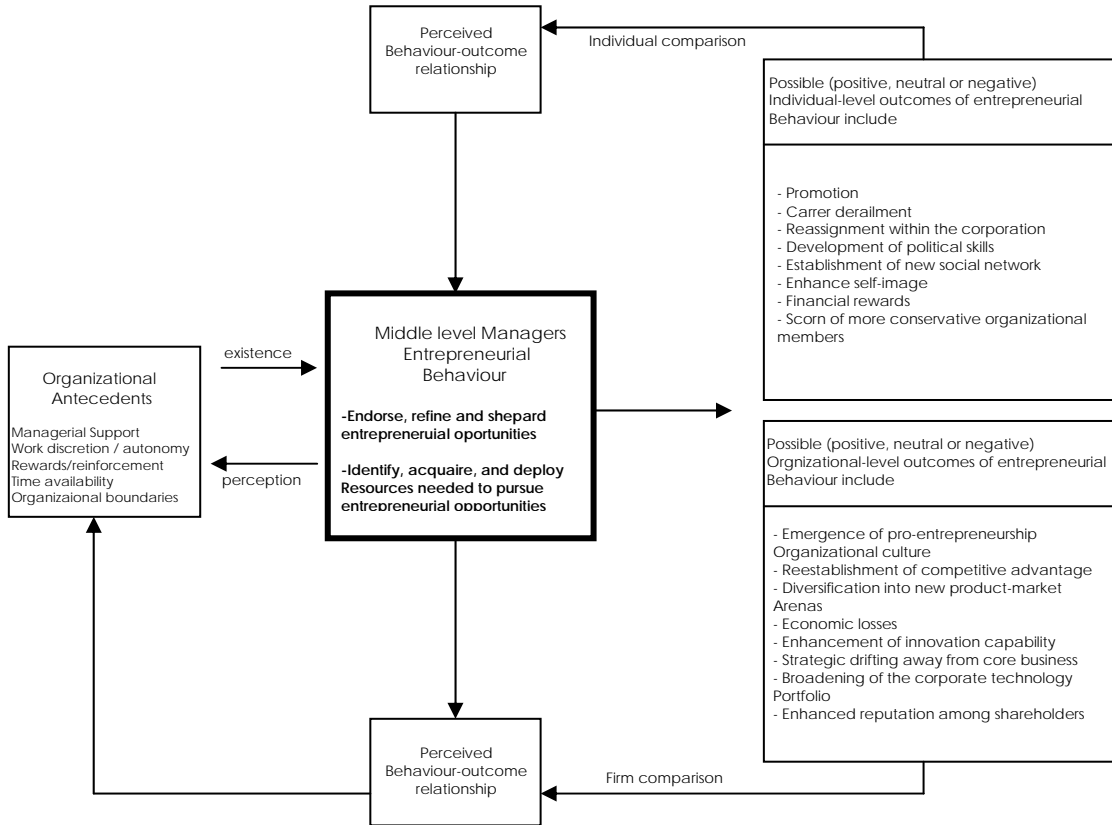 Perceived
Behaviour-outcome
relationship
Individual comparison
Possible (positive, neutral or negative)
Individual-level outcomes of entrepreneurial
Behaviour include
- Promotion
- Carrer derailment
- Reassignment within the corporation
- Development of political skills
- Establishment of new social network
- Enhance self-image
- Financial rewards
- Scorn of more conservative organizational
members
Middle level Managers
Entrepreneurial
Behaviour
-Endorse, refine and shepard
entrepreneruial oportunities
-Identify, acquaire, and deploy
Resources needed to pursue
entrepreneurial opportunities
existence
perception
Organizational
Antecedents
Managerial Support
Work discretion / autonomy
Rewards/reinforcement
Time availability
Organizaional boundaries
Possible (positive, neutral or negative)
Orgnizational-level outcomes of entrepreneurial
Behaviour include
- Emergence of pro-entrepreneurship
Organizational culture
- Reestablishment of competitive advantage
- Diversification into new product-market
Arenas
- Economic losses
- Enhancement of innovation capability
- Strategic drifting away from core business
- Broadening of the corporate technology
Portfolio
- Enhanced reputation among shareholders
Perceived
Behaviour-outcome
relationship
Firm comparison